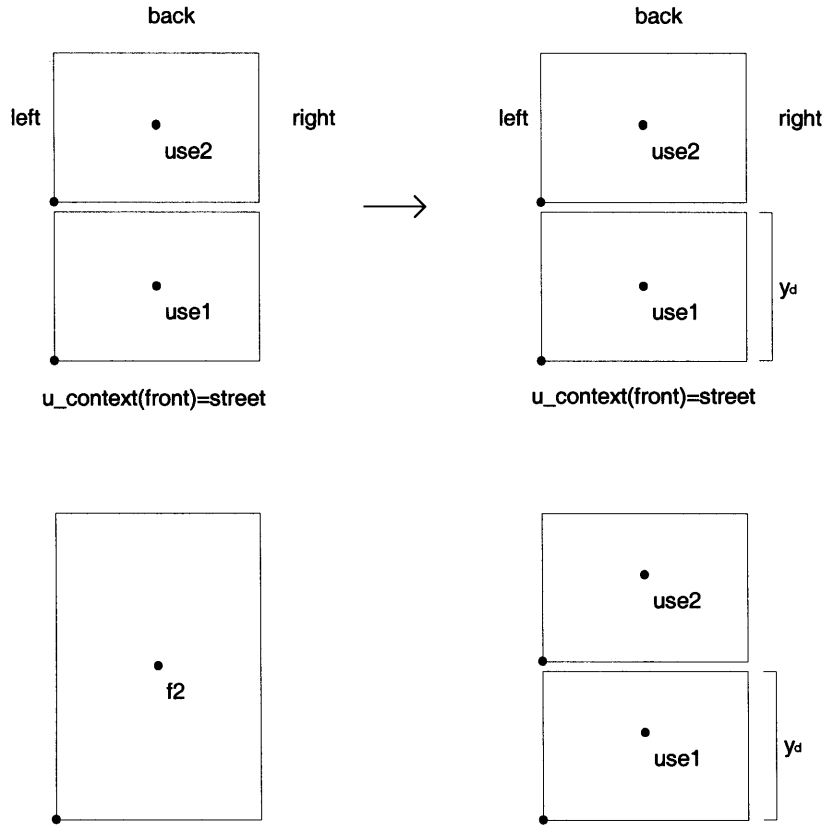 back back
left right left right
use2 use2
use1 use1
yd
u_context(front)=street u_context(front)=street
use2
f2
use1
yd